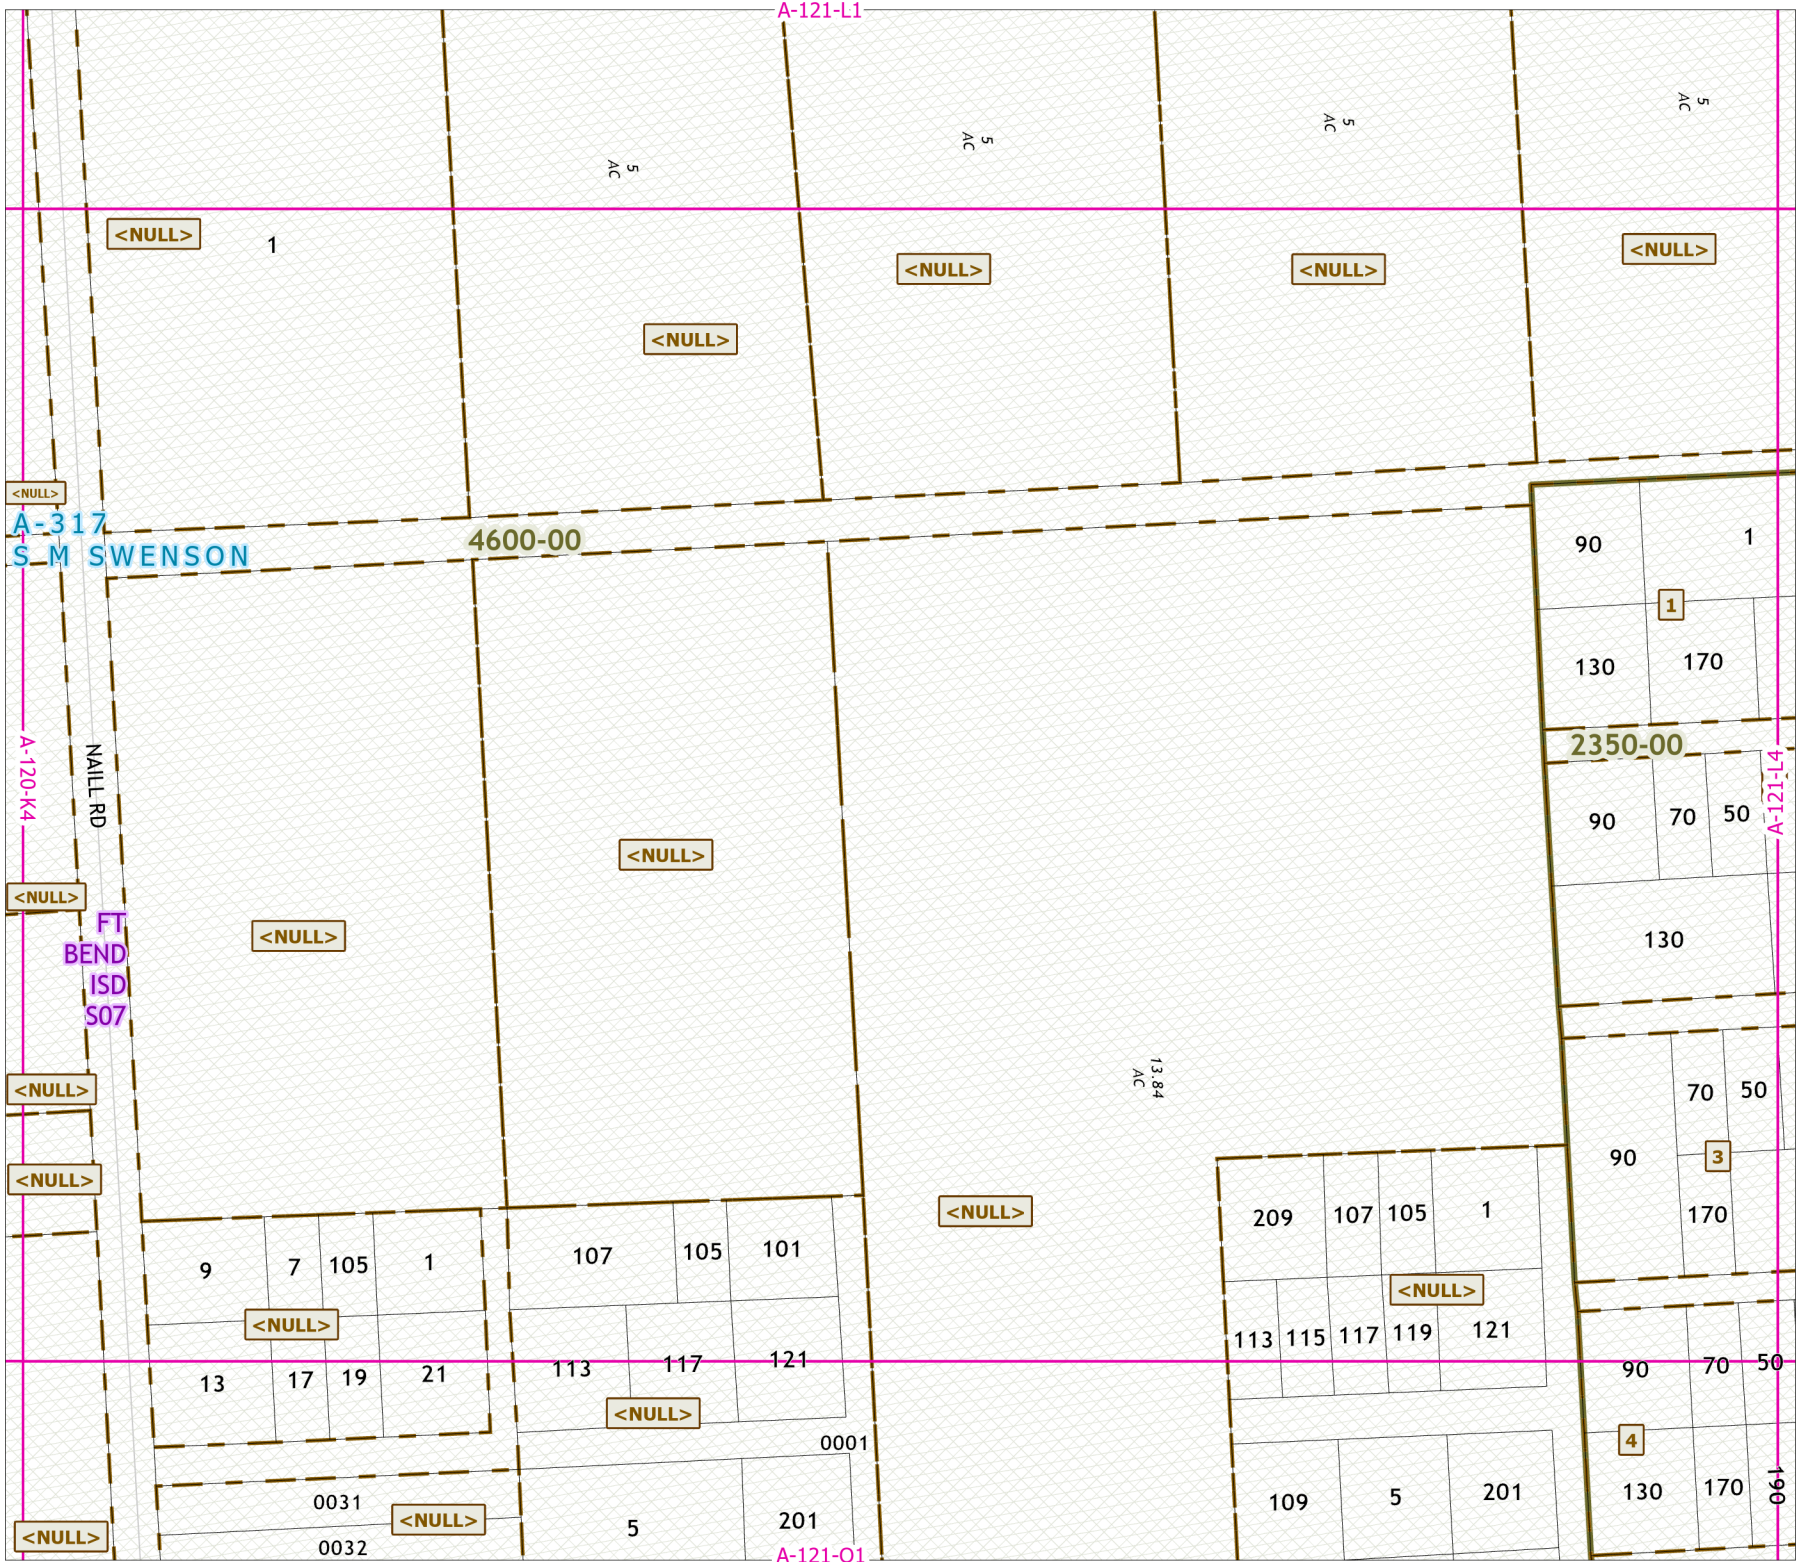 A-121-L1
5
AC
5
AC
5
AC
5
AC
<NULL>
1
<NULL>
<NULL>
<NULL>
<NULL>
<NULL>
A-317
S M SWENSON
4600-00
90
1
1
130
170
2350-00
A-120-K4
NAILL RD
A-121-L4
90
70
50
<NULL>
<NULL>
FT
BEND
ISD
S07
<NULL>
130
13.84
AC
<NULL>
70
50
90
3
170
<NULL>
<NULL>
209
107
105
1
9
7
105
1
107
105
101
<NULL>
<NULL>
113
115
117
119
121
13
17
19
21
113
117
121
90
70
50
<NULL>
0001
4
0031
<NULL>
0032
5
201
109
5
201
130
170
190
<NULL>
A-121-O1